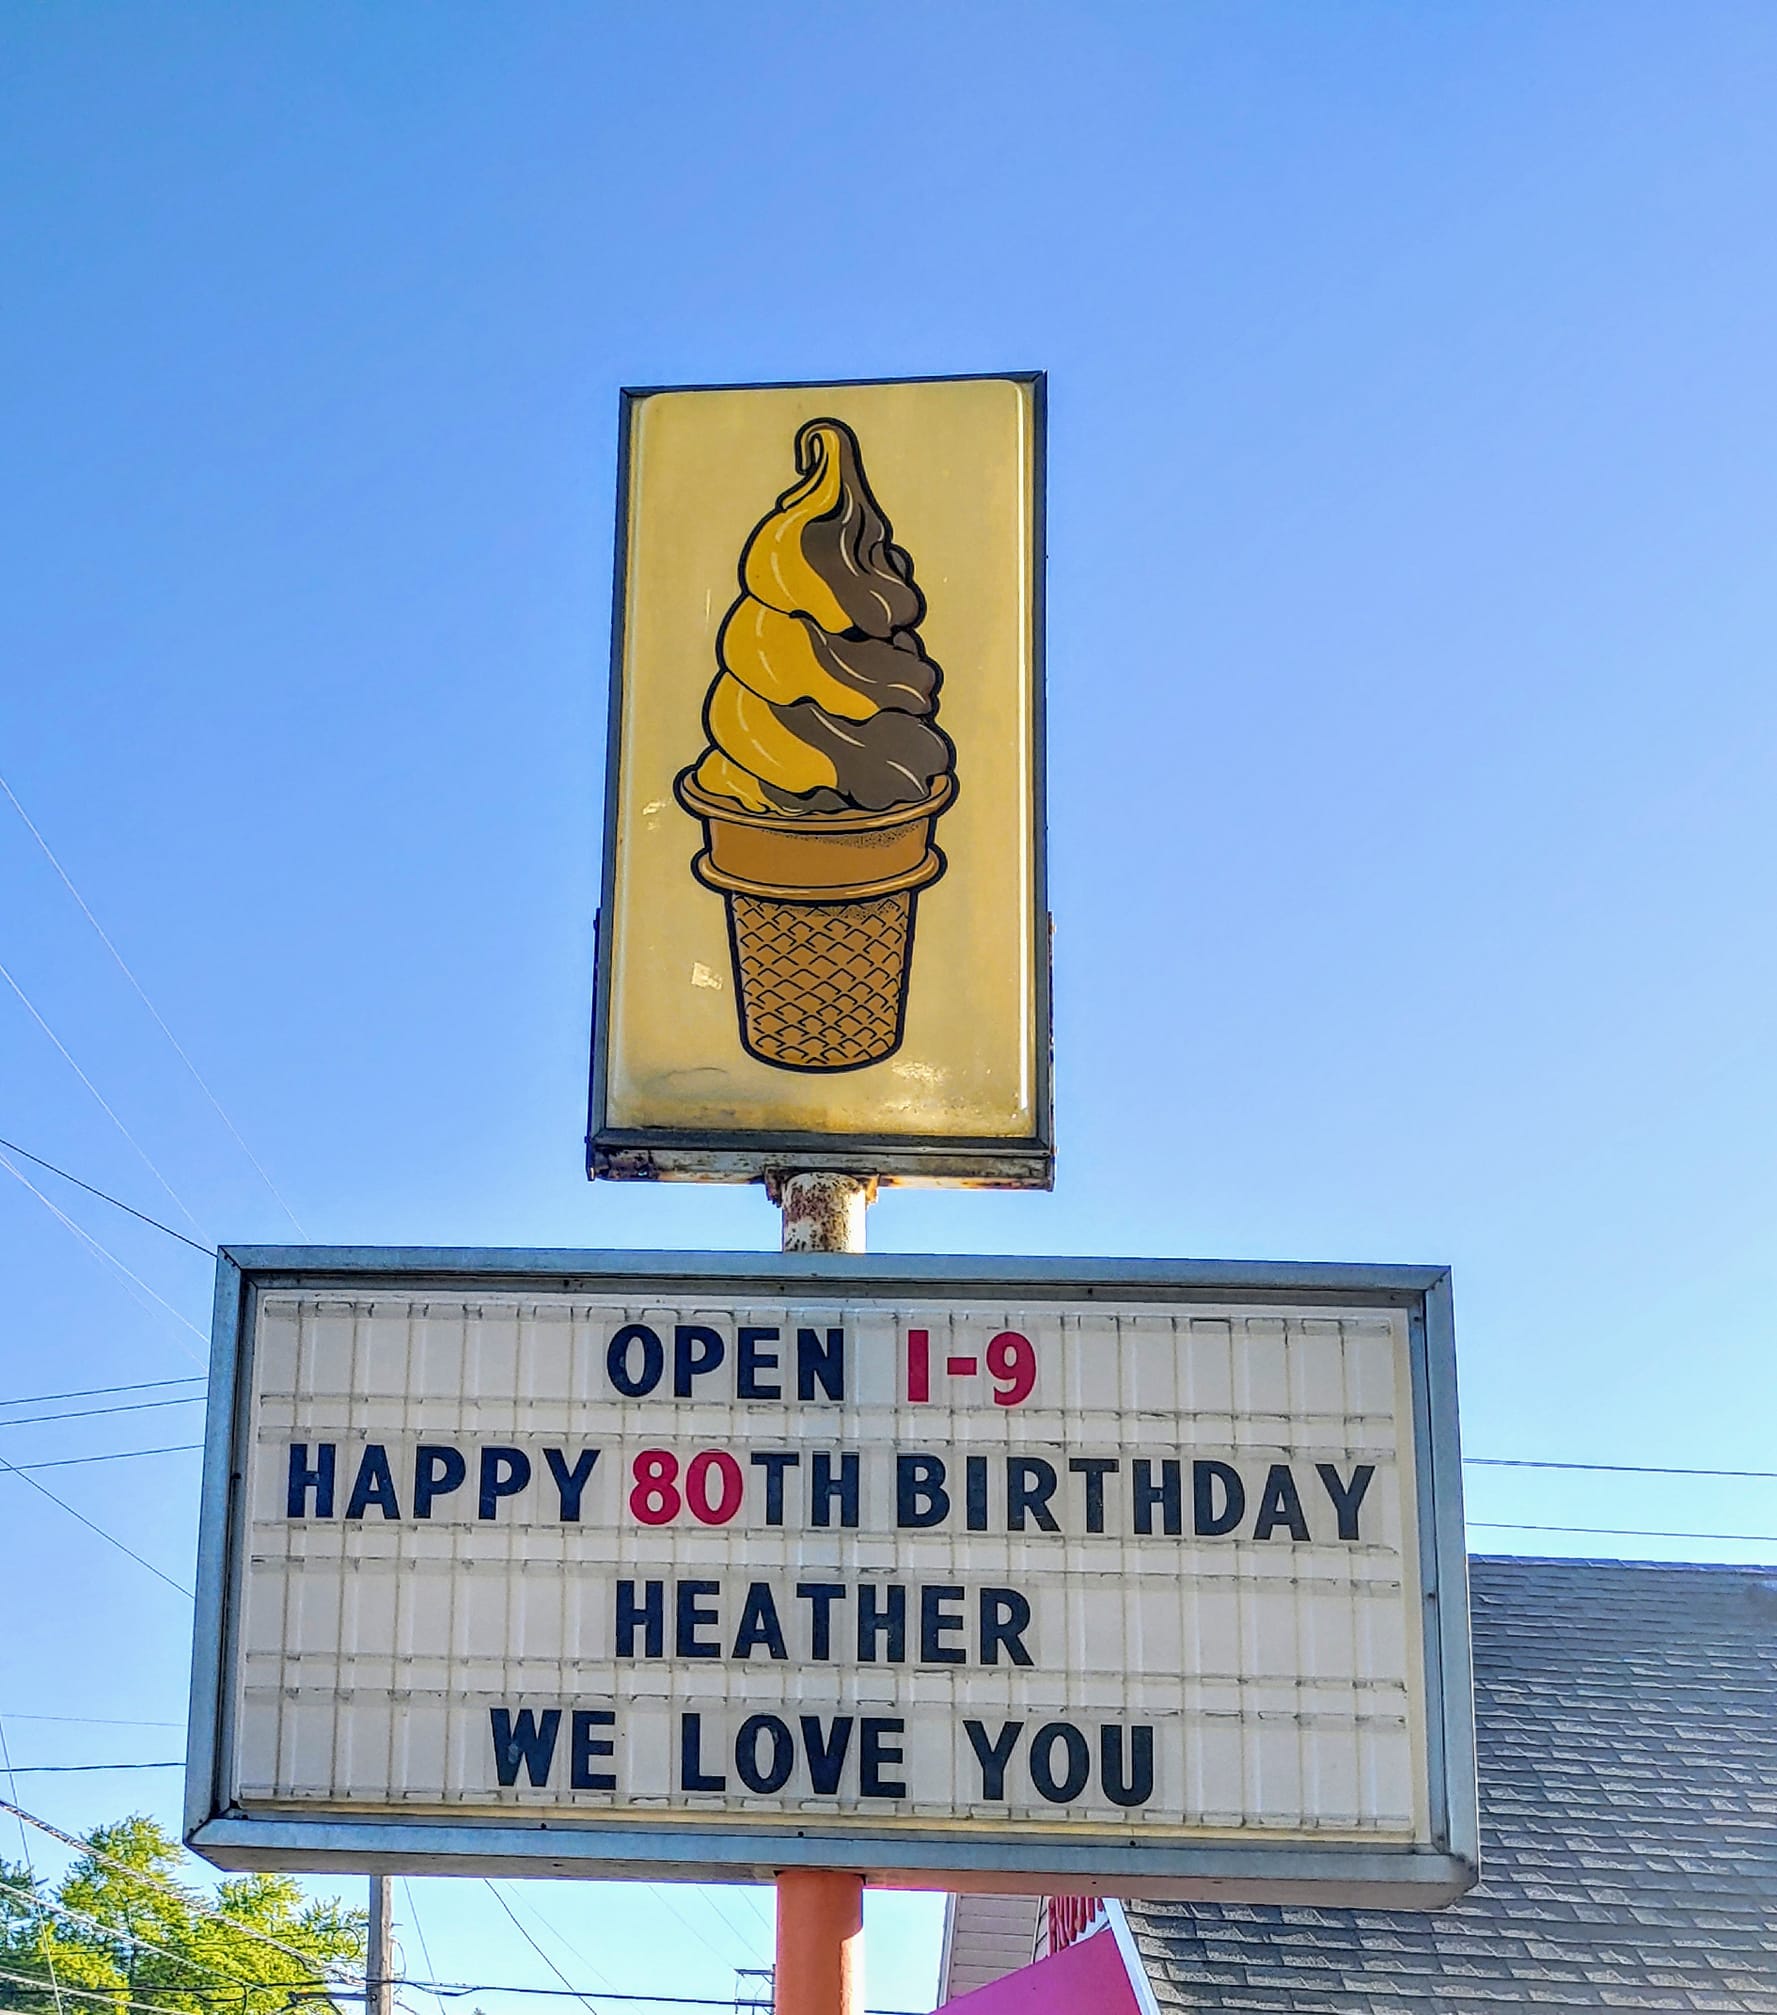 OPEN 1-9
HAPPY 80TH BIRTHDAY
HEATHER
WE LOVE YOU